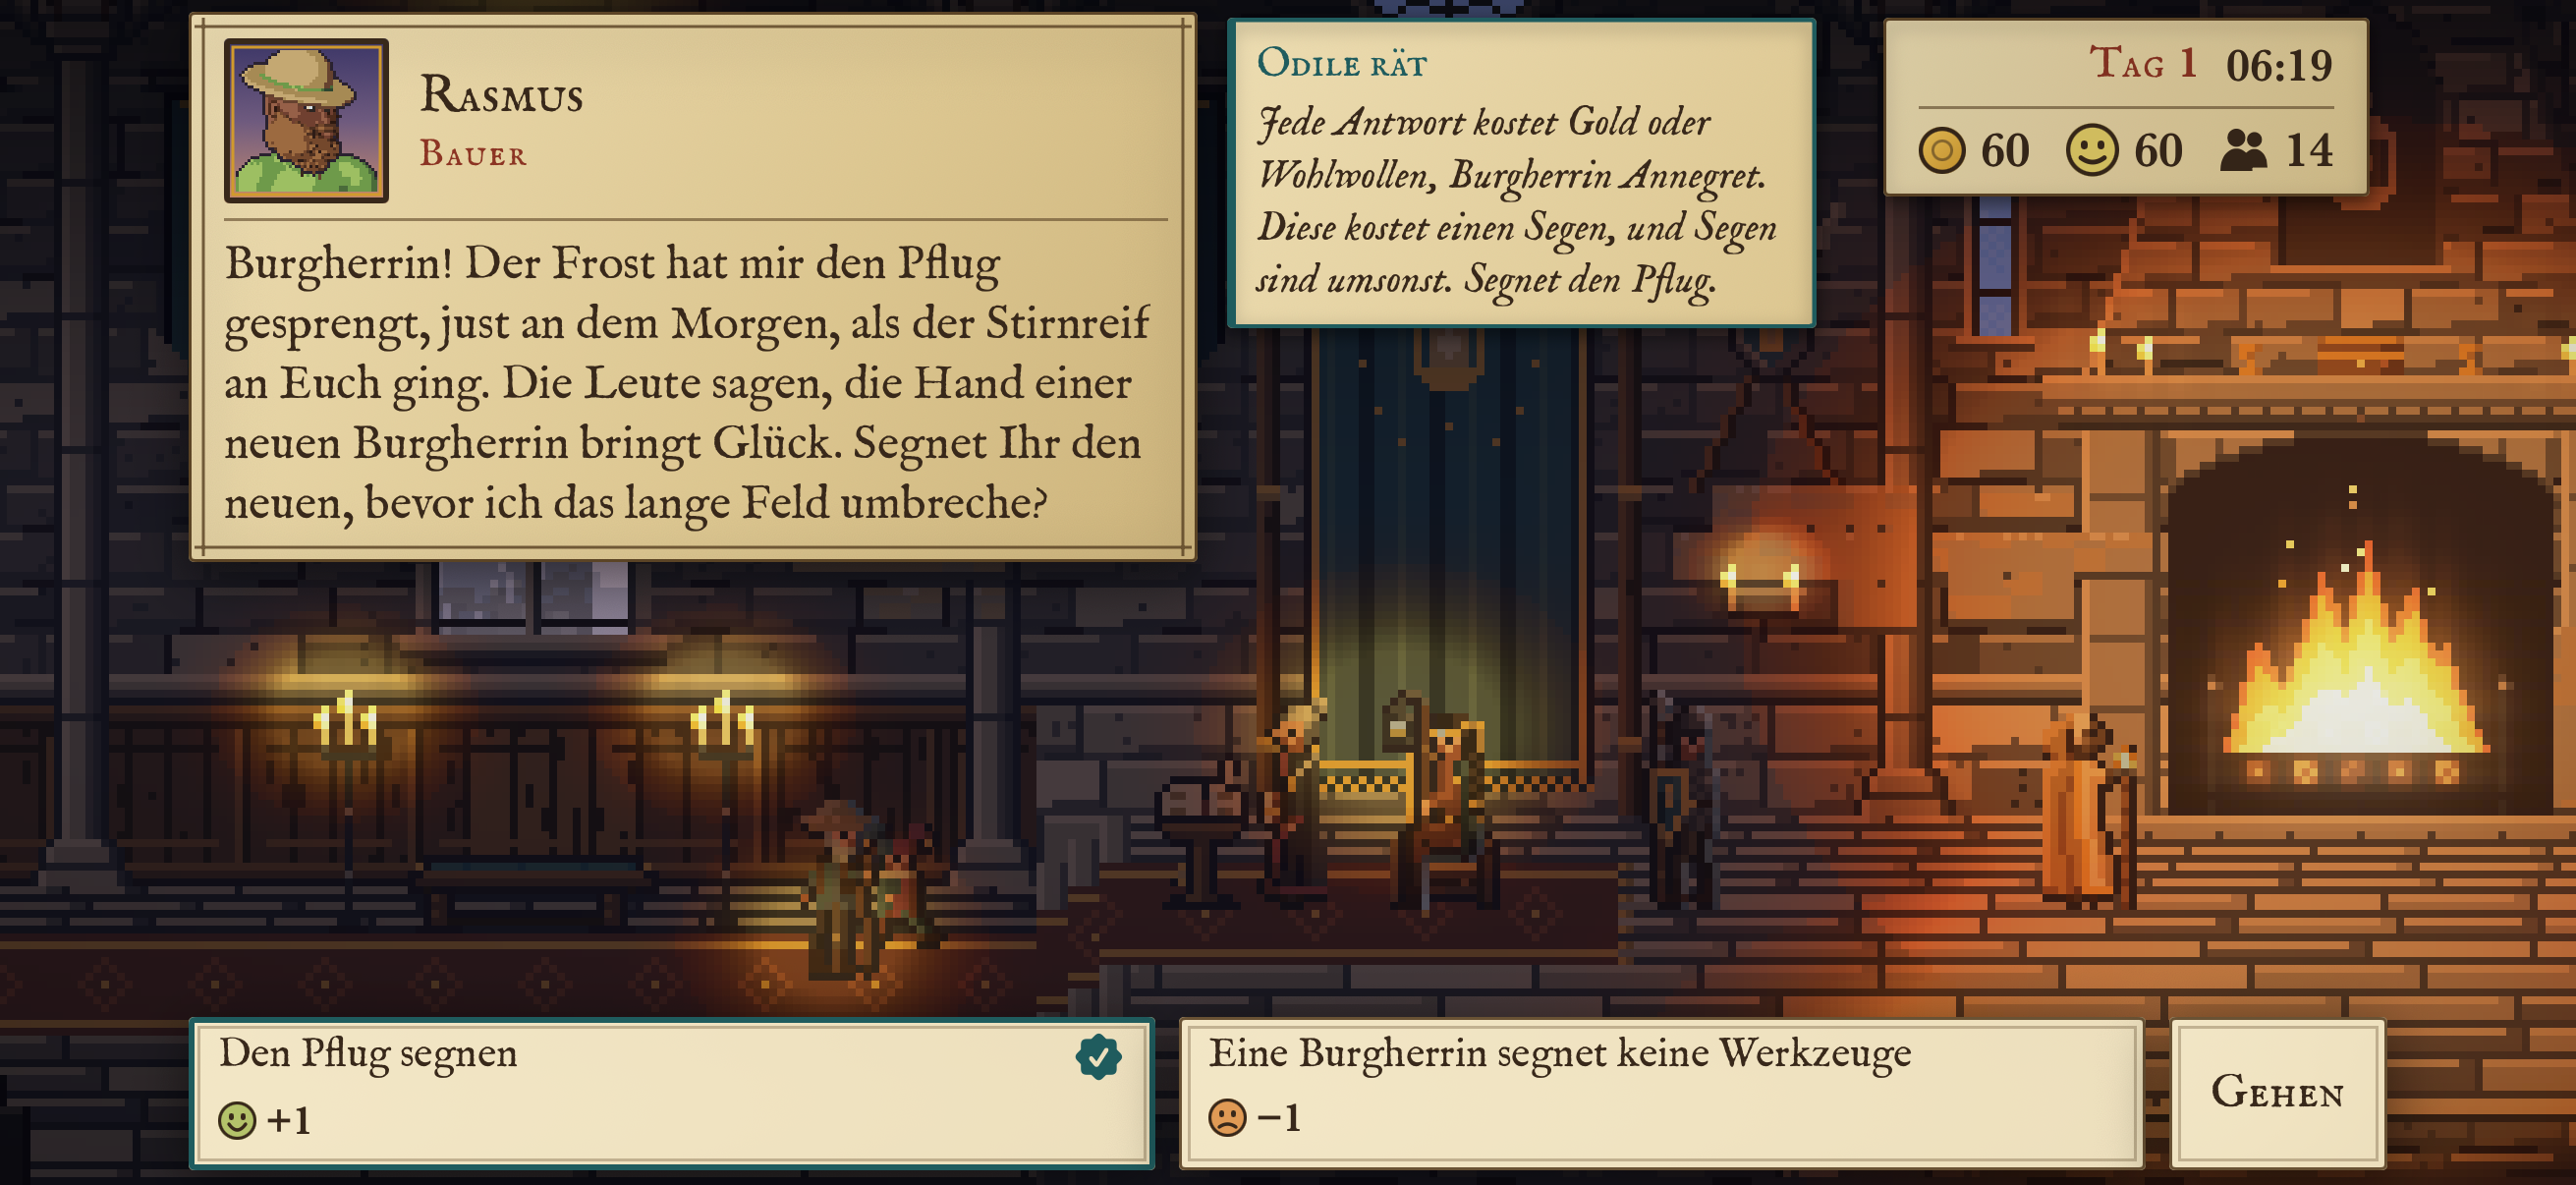 Rasmus
Bauer
Burgherrin! Der Frost hat mir den Pflug
gesprengt, just an dem Morgen, als der Stirnreif
an Euch ging. Die Leute sagen, die Hand einer
neuen Burgherrin bringt Glück. Segnet Ihr den
neuen, bevor ich das lange Feld umbreche?
Odile rät
Jede Antwort kostet Gold oder
Wohlwollen, Burgherrin Annegret.
Diese kostet einen Segen, und Segen
sind umsonst. Segnet den Pflug.
Tag 1 06:19
60 60 14
Den Pflug segnen
+1
Eine Burgherrin segnet keine Werkzeuge
−1
Gehen